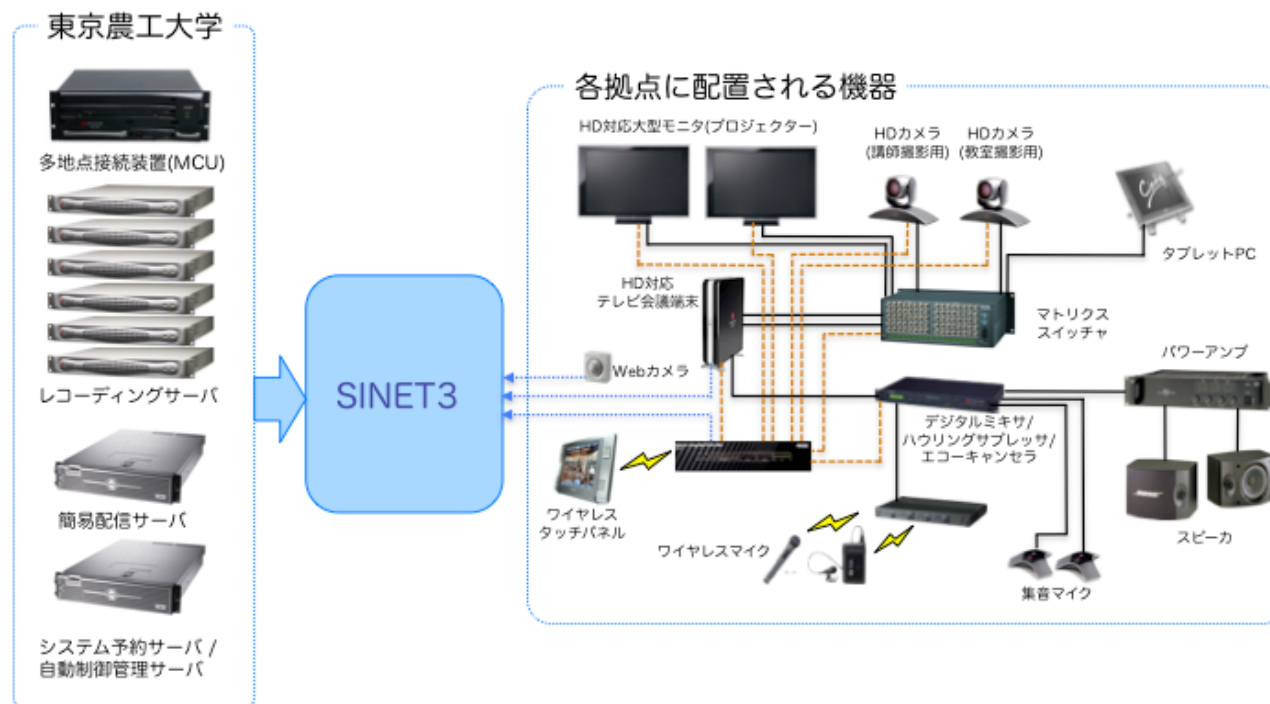 東京農工大学
多地点接続装置(MCU)
レコーディングサーバ
簡易配信サーバ
システム予約サーバ /
自動制御管理サーバ
SINET3
各拠点に配置される機器
HD対応大型モニタ(プロジェクター)
HDカメラ
(講師撮影用)
HDカメラ
(教室撮影用)
タブレットPC
HD対応
テレビ会議端末
マトリクス
スイッチャ
Webカメラ
パワーアンプ
デジタルミキサ/
ハウリングサプレッサ/
エコーキャンセラ
ワイヤレス
タッチパネル
ワイヤレスマイク
集音マイク
BOSE
スピーカ